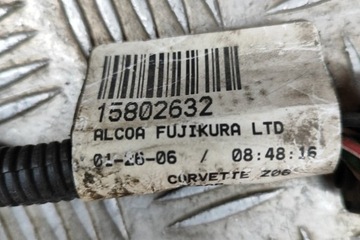 15802632
ALCOA FUJIKURA LTD
01-26-06 / 08:48:16
CORVETTE Z06